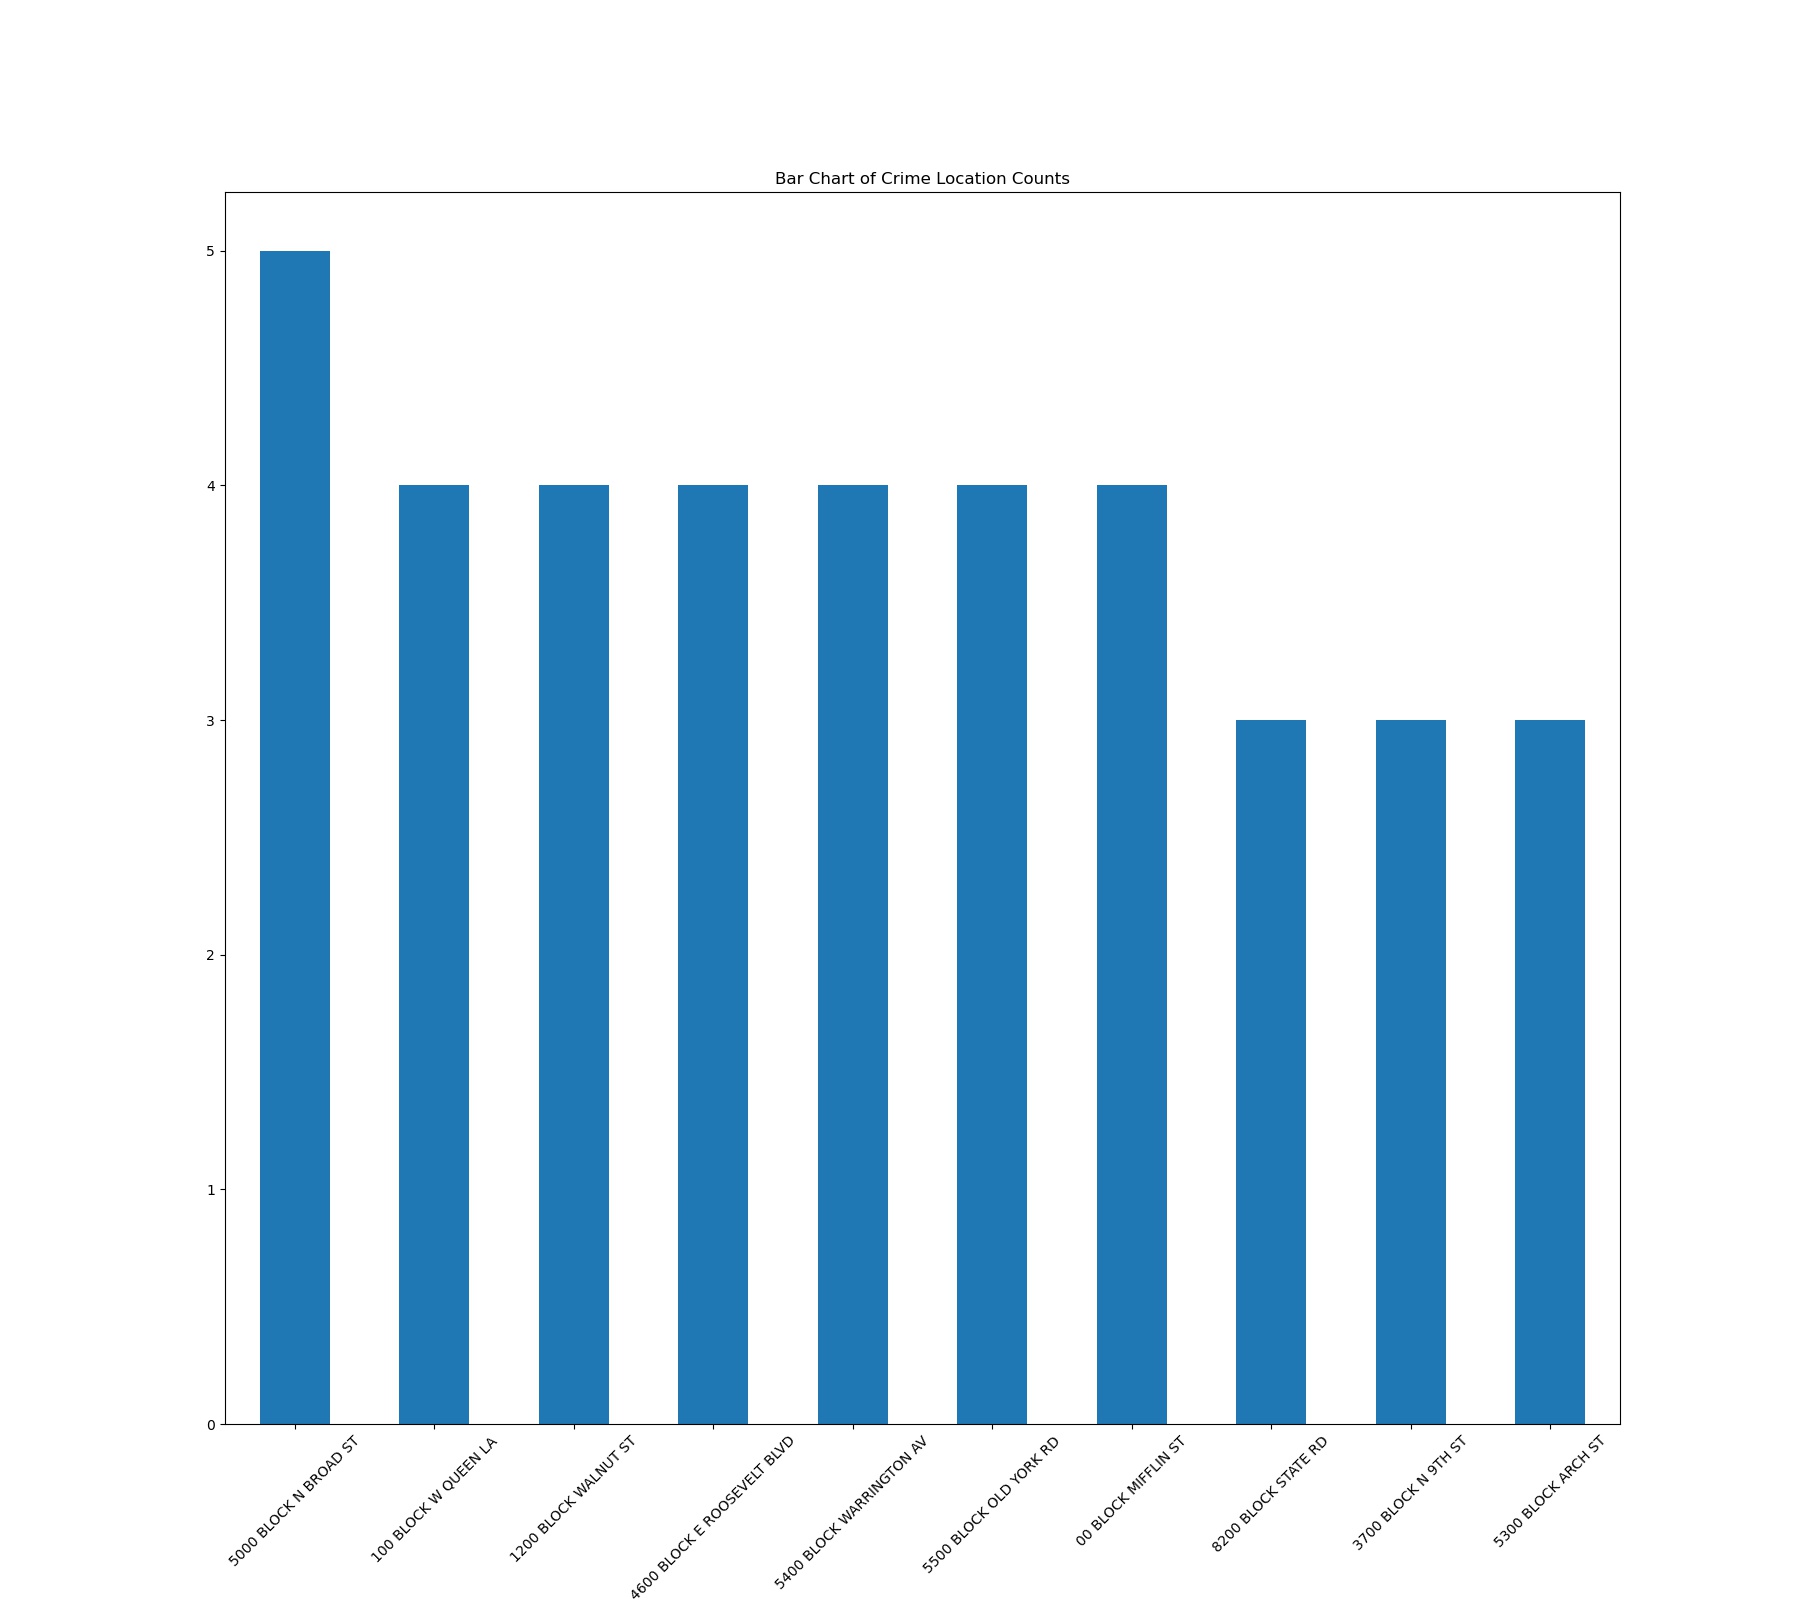 Bar Chart of Crime Location Counts
5
4
3
2
1
0
5000 BLOCK N BROAD ST
100 BLOCK W QUEEN LA
1200 BLOCK WALNUT ST
4600 BLOCK E ROOSEVELT BLVD
5400 BLOCK WARRINGTON AV
5500 BLOCK OLD YORK RD
00 BLOCK MIFFLIN ST
8200 BLOCK STATE RD
3700 BLOCK N 9TH ST
5300 BLOCK ARCH ST